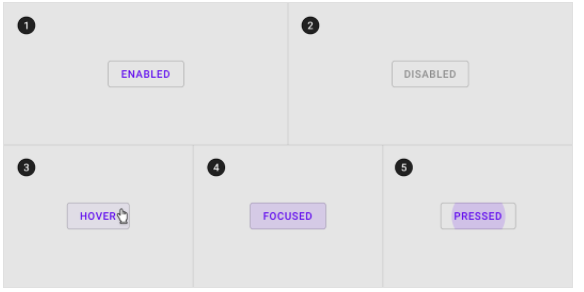 1
2
ENABLED
DISABLED
3
4
5
HOVER
FOCUSED
PRESSED